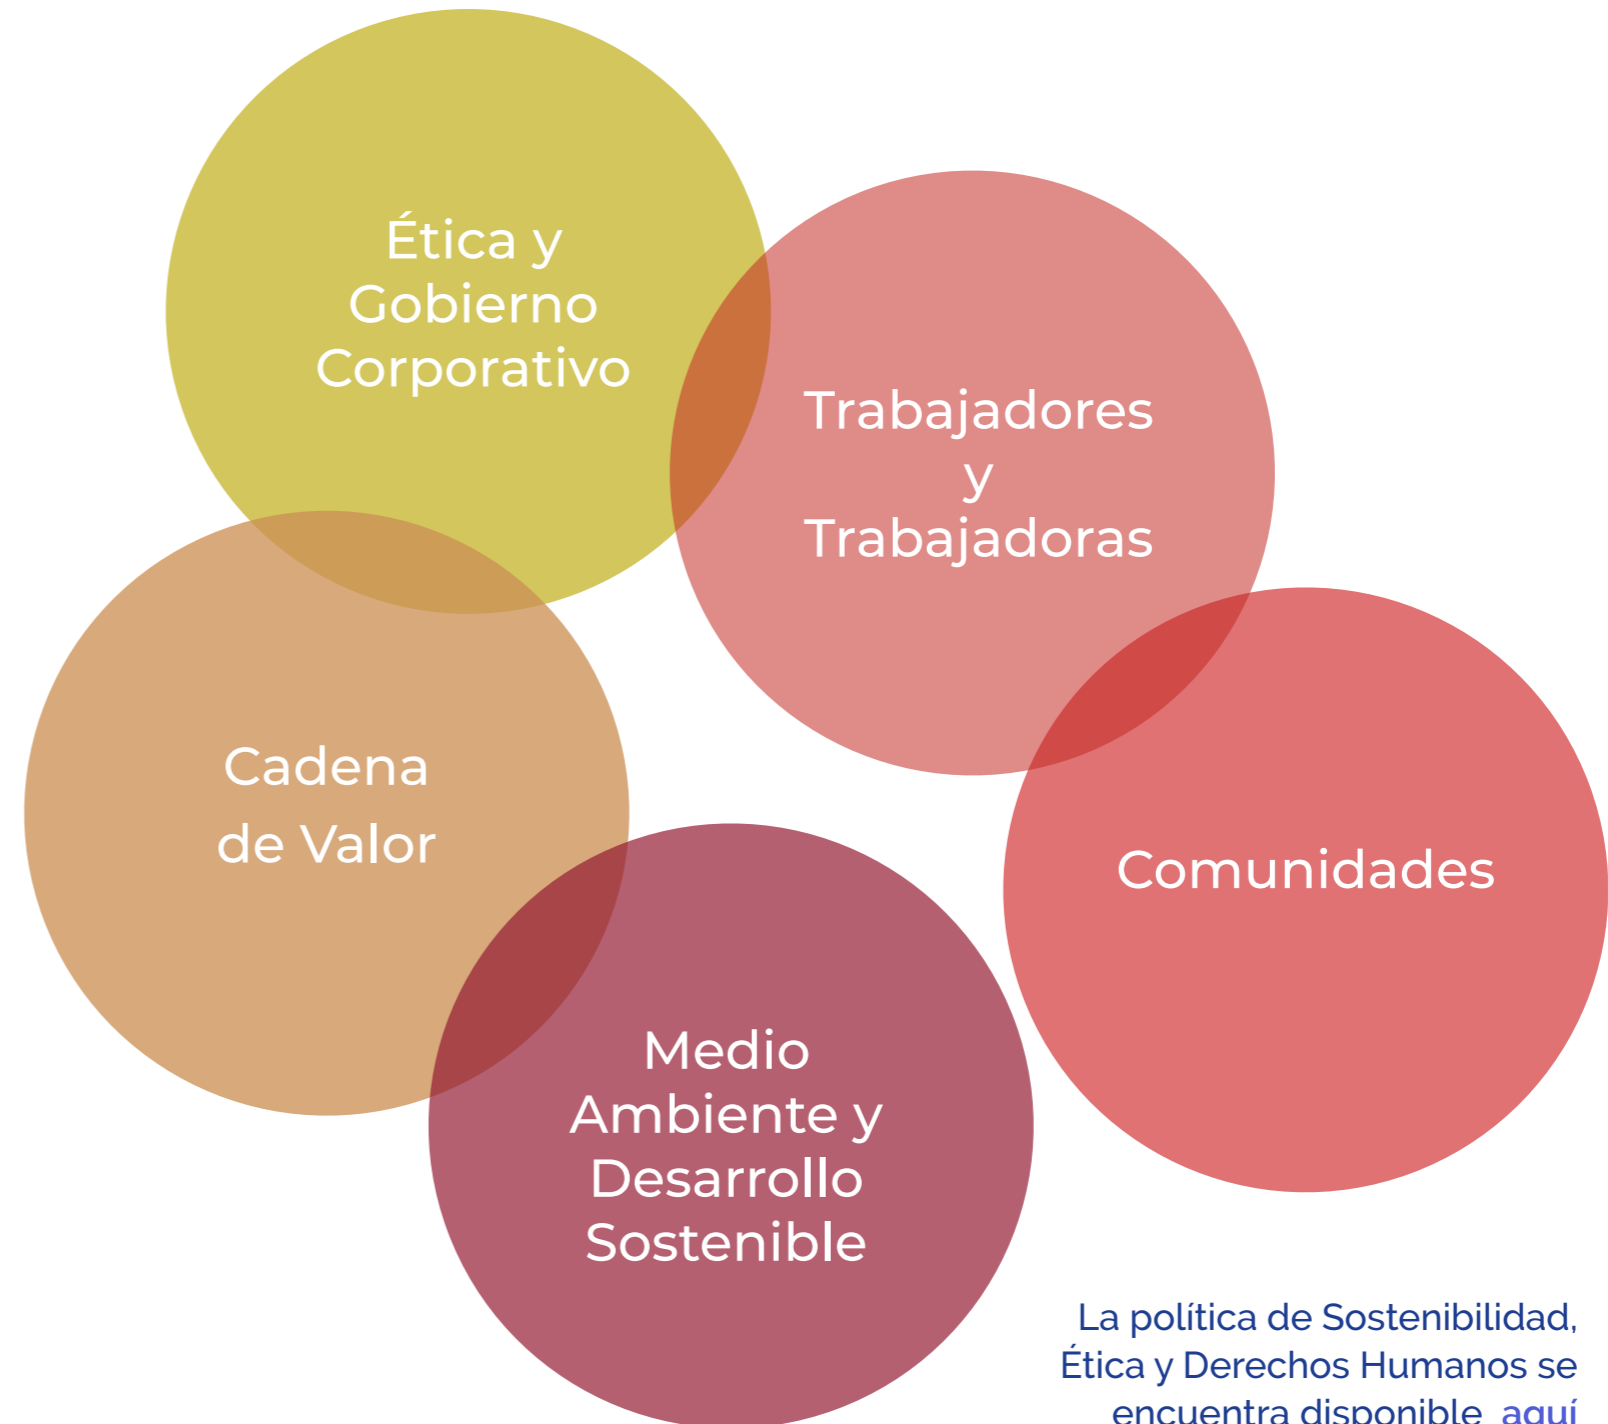 Ética y
Gobierno
Corporativo
Trabajadores
y
Trabajadoras
Cadena
de Valor
Comunidades
Medio
Ambiente y
Desarrollo
Sostenible
La política de Sostenibilidad,
Ética y Derechos Humanos se
encuentra disponible aquí